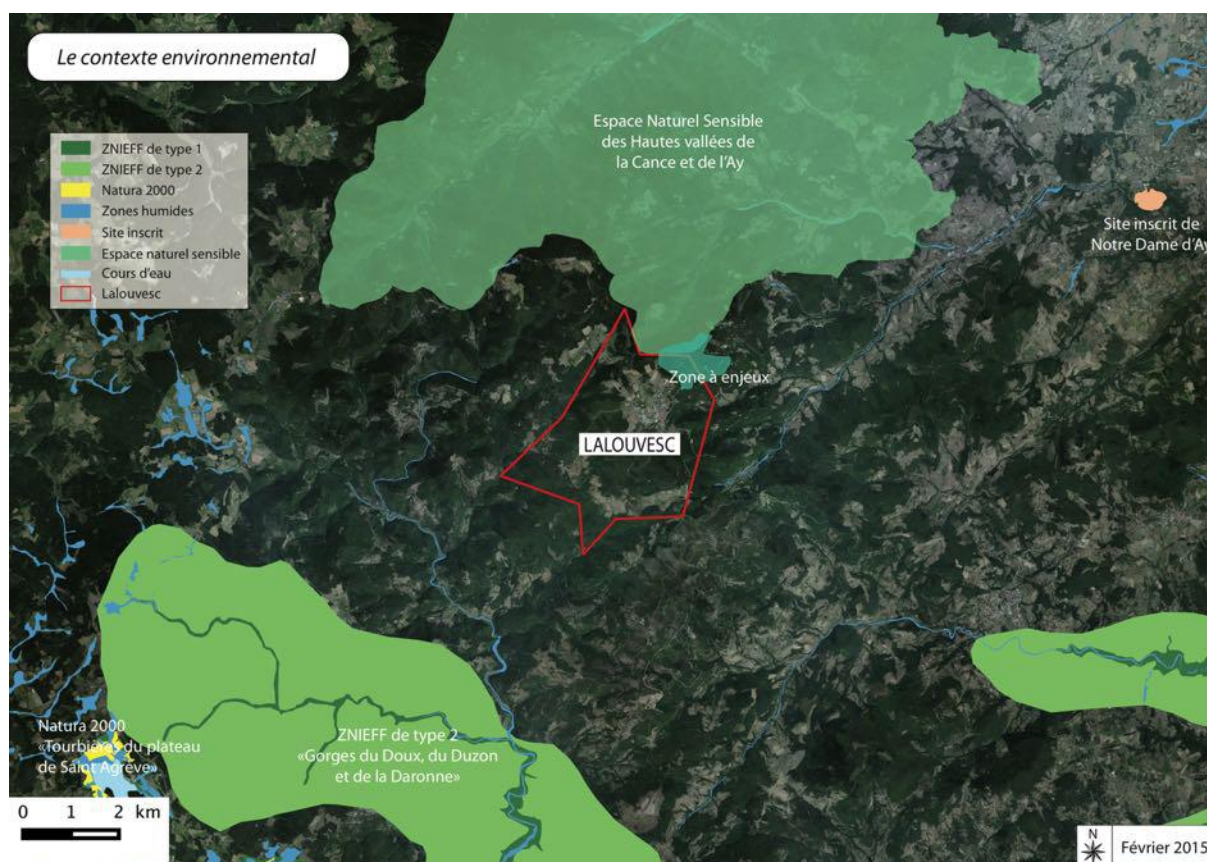 Le contexte environnemental
ZNIEFF de type 1
ZNIEFF de type 2
Natura 2000
Zones humides
Site inscrit
Espace naturel sensible
Cours d'eau
Lalouvesc
Espace Naturel Sensible
des Hautes vallées de
la Cance et de l'Ay
Site inscrit de
Notre Dame d'Ay
Zone à enjeux
LALOUVESC
Natura 2000
«Tourbières du plateau
de Saint Agrève»
ZNIEFF de type 2
«Gorges du Doux, du Duzon
et de la Daronne»
0 1 2 km
N
Février 2015